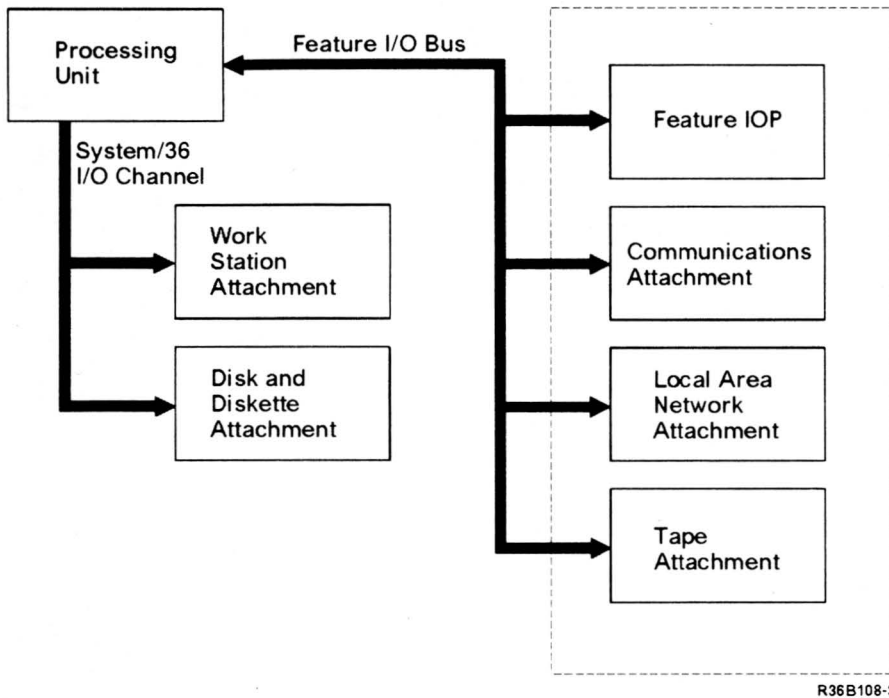 Processing
Unit
Feature I/O Bus
System/36
I/O Channel
Work
Station
Attachment
Disk and
Diskette
Attachment
Feature IOP
Communications
Attachment
Local Area
Network
Attachment
Tape
Attachment